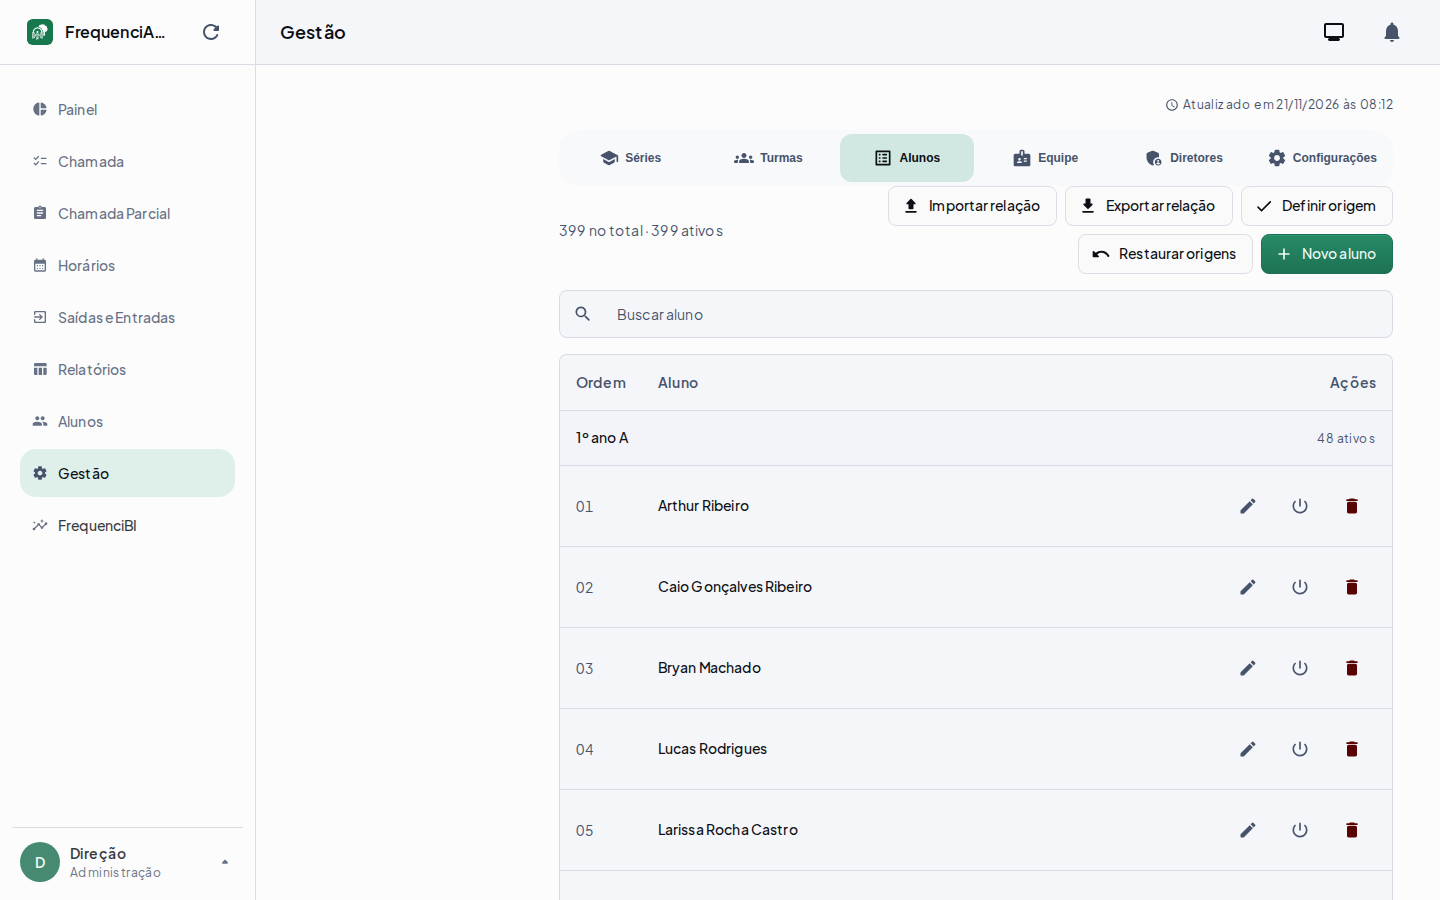 FrequenciA...
Gestão
Painel
Chamada
Chamada Parcial
Horários
Saídas e Entradas
Relatórios
Alunos
Gestão
FrequenciBI
D
Direção
Administração
Atualizado em 21/11/2026 às 08:12
Séries
Turmas
Alunos
Equipe
Diretores
Configurações
399 no total · 399 ativos
Importar relação
Exportar relação
Definir origem
Restaurar origens
Novo aluno
Buscar aluno
Ordem Aluno Ações
1º ano A 48 ativos
01 Arthur Ribeiro
02 Caio Gonçalves Ribeiro
03 Bryan Machado
04 Lucas Rodrigues
05 Larissa Rocha Castro